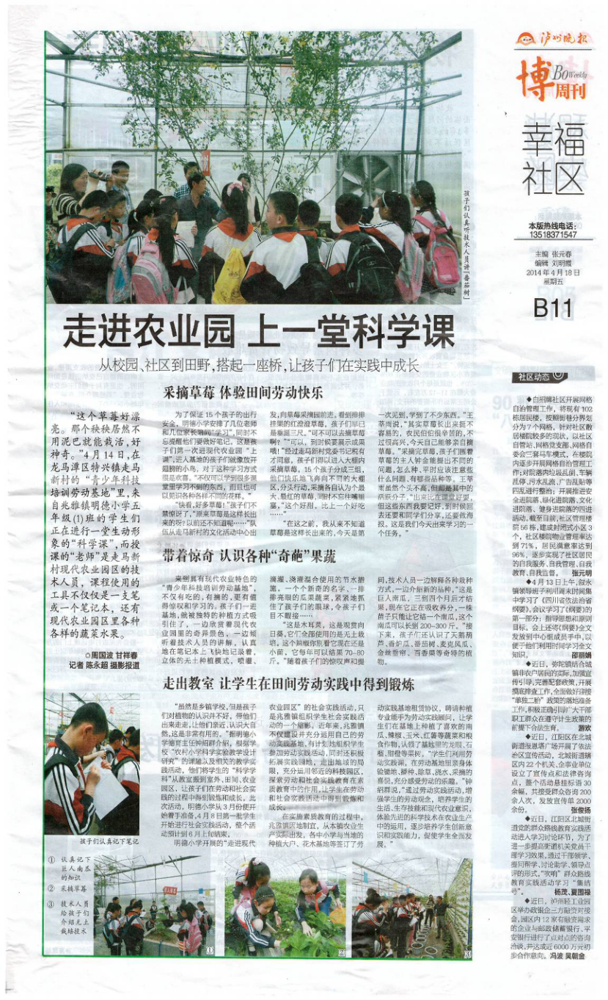 泸州晚报
博
Bo Weekly
周刊
幸福
社区
本版热线电话：
13518371547
主编 张元春
编辑 刘明霞
2014年4月18日
星期五
B11
孩子们认真听技术人员讲“番茄树”
走进农业园 上一堂科学课
从校园、社区到田野，搭起一座桥，让孩子们在实践中成长
“这个草莓好漂
亮。那个秧秧居然不
用泥巴就能栽活，好
神奇。”4月14日，在
龙马潭区特兴镇走马
新村的“青少年科技
培训劳动基地”里，来
自兆雅镇明德小学五
年级(1)班的学生们
正在进行一堂生动形
象的“科学课”，而授
课的“老师”是走马新
村现代农业园区的技
术人员，课程使用的
工具不仅仅是一支笔
或一个笔记本，还有
现代农业园区里各种
各样的蔬菜水果。
○周国波 甘祥春
记者 陈永超 摄影报道
采摘草莓 体验田间劳动快乐
为了保证15个孩子的出行
安全，明德小学安排了几位老师
和几位家长陪同“学习”，同时不
忘提醒他们要做好笔记。这是孩
子们第一次进现代农业园“上
课”，进入基地的孩子们就像放开
翅膀的小鸟，对于这种学习方式
很是欢喜。“不仅可以学到很多课
堂里学习不到的东西，而且也可
以见识各种各样不同的花样。”
“快看，好多草莓！”孩子们不
禁惊讶了，“原来草莓是这样长出
来的呀？以前还不知道呢……”队
伍从走马新村的文化活动中心出
发，向草莓采摘园前进。看到排排
挂果的红澄澄草莓，孩子们早已
是垂涎三尺。“可不可以去摘草莓
啊？”“可以，到时候要展示成果
哦！”经过走马新村党委书记税有
才同意，孩子们得以进入大棚内
采摘草莓。15个孩子分成三组，
他们快乐地飞奔向不同的大棚
区，分头行动，采摘各自认为个最
大、最红的草莓，同时不忘往嘴里
塞，“这个好甜，比上一个好吃
……”
“在这之前，我从来不知道
草莓是这样长出来的，今天是第
一次见到，学到了不少东西。”王
萃雨说，“其实草莓长出来挺不
容易的，农民伯伯很辛苦的，不
过很高兴，今天自己能够亲自摘
草莓。”采摘完草莓，孩子们围着
草莓的主人钟金能提出不同的
问题，怎么种、平时应该注意些
什么问题、有哪些品种等。王萃
雨虽然个头不高，但却是其中的
活跃分子，“出来比在课堂好耍，
但这些东西我要记好，到时候回
去还要和同学们分享，还要做海
报。这是我们今天出来学习的一
个任务。”
带着惊奇 认识各种“奇葩”果蔬
来到具有现代农业特色的
“青少年科技培训劳动基地”，
不仅有吃的，有摘的，更有值
得惊叹和学习的。孩子们一进
基地，就被独特的种植方式吸
引住了，一边欣赏着现代农
业园里的奇异景色，一边倾
听着技术人员的讲解，认真
地在笔记本上飞快地记录着，
立体的无土种植模式，喷灌、
滴灌、浇灌混合使用的节水措
施。一个个新奇的名字、一排
排亮眼的瓜果蔬菜，紧紧地抓
住了孩子们的眼球，令孩子们
目不暇接……
“这是木耳菜，这是观赏向
日葵，它们全部使用的是无土栽
培。这个辣椒你别看它现在还是
小苗，它每年可以结果70-80
斤。”随着孩子们的惊叹声和提
问，技术人员一边解释各种栽种
方式，一边介绍新的品种，“这是
巨人南瓜，三到四个月后才结
果，现在它正在吸收养分，一株
苗子只能让它结一个南瓜，这个
南瓜可以长到200-300斤。”接
下来，孩子们还认识了天鹅葫
芦、香炉瓜、番茄树、麦克风瓜、
金丝垂帘、百香果等奇特的植
物。
走出教室 让学生在田间劳动实践中得到锻炼
“虽然是乡镇学校，但是孩子
们对植物的认识并不好，带他们
出来走走，让他们亲近、认识大自
然，这是非常有用的。”据明德小
学德育主任钟绍群介绍，根据学
校“农村小学科学实验教学设计
研究”的课题以及相关的教学实
践活动，他们将学生的“科学学
科”从教室搬到室外、田间、农业
园区，让孩子们在劳动和社会实
践的过程中得到锻炼和成长。此
次活动，明德小学从3月份便开
始着手准备，4月8日第一批学生
开始进行社会实践活动，整个活
动预计到6月上旬结束。
明德小学开展的“走进现代
农业园区”的社会实践活动，只
是兆雅镇组织学生社会实践活
动的一个缩影。近年来，兆雅镇
不仅建设并充分运用自己的劳
动实践基地，有计划地组织学生
参加劳动实践活动，同时还积极
拓展实践园地，走出地域的局
限，充分运用邻近的科技园区，
探索劳动和社会实践教育在素
质教育中的作用，让学生在劳动
和社会实践活动中得到锻炼和
成长。
在实施素质教育的过程中，
兆雅镇因地制宜，从本镇农业生
产实际出发，各中小学与当地的
种植大户、花木基地等签订了劳
动实践基地租赁协议，聘请种植
专业能手为劳动实践顾问，让学
生们在基地上种植了喜欢的南
瓜、辣椒、玉米、红薯等蔬菜和粮
食作物，认领了基地里的龙眼、石
榴、甜橙等果树。“学生们利用劳
动实践课，在劳动基地里亲身体
验锄地、播种、除草、浇水、采摘的
喜悦，充分感受劳动的乐趣。”钟
绍群说，“通过劳动实践活动，增
强学生的劳动观念，培养学生的
生活、生存技能和现代农业意识，
体验先进的科学技术在农业生产
中的运用，逐步培养学生创新意
识和实践能力，促使学生全面发
展。”
孩子们认真记下笔记
① 认真记下
巨人南瓜
的知识
② 采摘草莓
③ 技术人员
给孩子们
介绍无土
栽培技术
①
②
③
社区动态
◆白招牌社区开展网格
自治管理工作，将现有102
栋居民楼，按照街巷分界划
分为7个网格。针对社区散
居楼院较多的现状，以社区
自管站、网格党支部、网格自
委会三驾马车模式，在楼院
内逐步开展网格自治管理工
作；对院落内垃圾乱倒、车辆
乱停、污水乱流、广告乱贴等
四乱进行整治；开展推进安
全进院落、绿化进院落、文化
进院落、健身进院落的四进
活动。截至目前，社区管理楼
院56栋，建成封闭式小区3
个，社区楼院物业管理率达
到71%，居民满意率达到
96%，逐步实现了社区居民
的自我服务、自我管理、自我
教育、自我监督。 张元明
◆4月13日上午，叙永
镇领导班子利用周末时间集
中学习了《四川省依法治省
纲要》。会议学习了《纲要》的
第一部分：指导思想和原则
目标。会上还将《纲要》全文
发放到中心组成员手中，以
便于他们利用时间学习全文
知识。 邵丽娟
◆近日，弥陀镇结合城
镇非农户居民的实际，加强宣
传引导，完善配套政策，开展
摸底排查工作，全面做好迎接
“单独二胎”政策的落地准备
工作，积极正确引导广大干部
职工群众在遵守计生政策的
前提下合法生育。 游欢
◆近日，江阳区在北城
街道报恩塔广场开展了依法
治区宣传活动，北城街道辖
区内22个机关、企事业单位
设立了宣传点和法律咨询
点，整个活动悬挂标语30
余幅，共接受群众咨询200
余人次，发放宣传单2000
余份。 张俊扬
◆近日，江阳区北城街
道党的群众路线教育实践活
动进入学习讨论环节，为了
进一步提高街道机关党员干
部学习效果，通过干部领学、
提问帮学、讨论助学、领导点
评的形式，“吹响”群众路线
教育实践活动学习“集结
号”。 杨茂、夏国禄
◆近日，泸州轻工业园
区举办政银企三方融资对接
会，园区内12家有融资需求
的企业与邮政储蓄银行、平
安银行进行了点对点的咨询
洽谈，并达成近6000万元初
步合作意向。 冯波 吴朝金